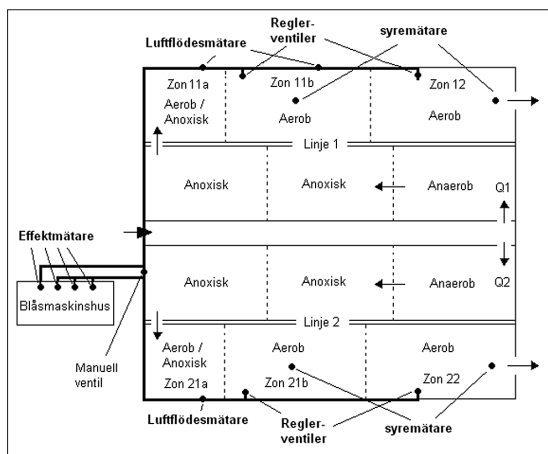 Regler-
ventiler
syremätare
Luftflödesmätare
Zon 11a
Zon 11b
Zon 12
Aerob /
Anoxisk
Aerob
Aerob
Linje 1
Anoxisk
Anoxisk
Anaerob
Q1
Effektmätare
Anoxisk
Anoxisk
Anaerob
Q2
Blåsmaskinshus
Linje 2
Manuell
ventil
Aerob /
Anoxisk
Aerob
Aerob
Zon 21a
Zon 21b
Zon 22
Luftflödesmätare
Regler-
ventiler
syremätare